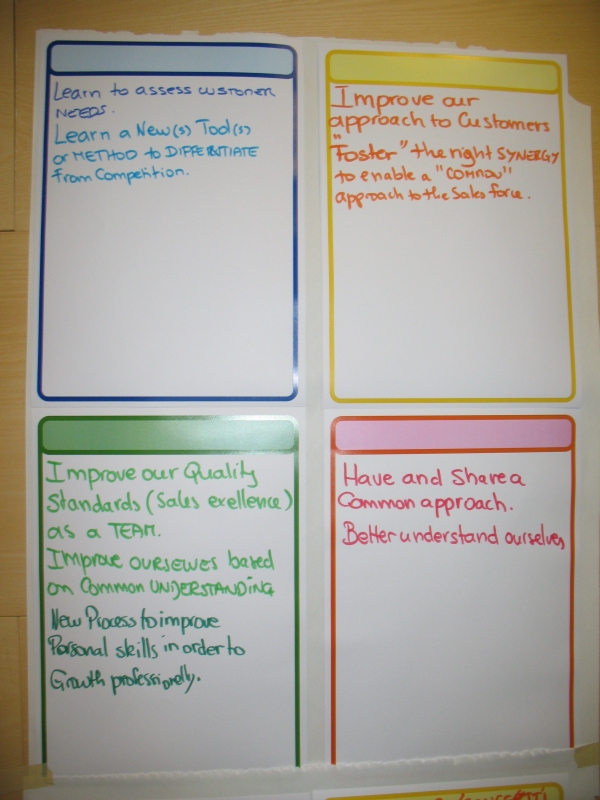 Learn to assess customer
NEEDS.
Learn a New(s) Tool(s)
or METHOD to DIFFERENTIATE
from Competition.
Improve our
approach to Customers
"Foster" the right SYNERGY
to enable a "COMMON"
approach to the Sales force.
Improve our Quality
Standards (Sales exellence)
as a TEAM.
IMPROVE OURSELVES based
on Common UNDERSTANDING
New Process to improve
Personal skills in order to
Growth professionally.
Have and Share a
Common approach.
Better understand ourselves